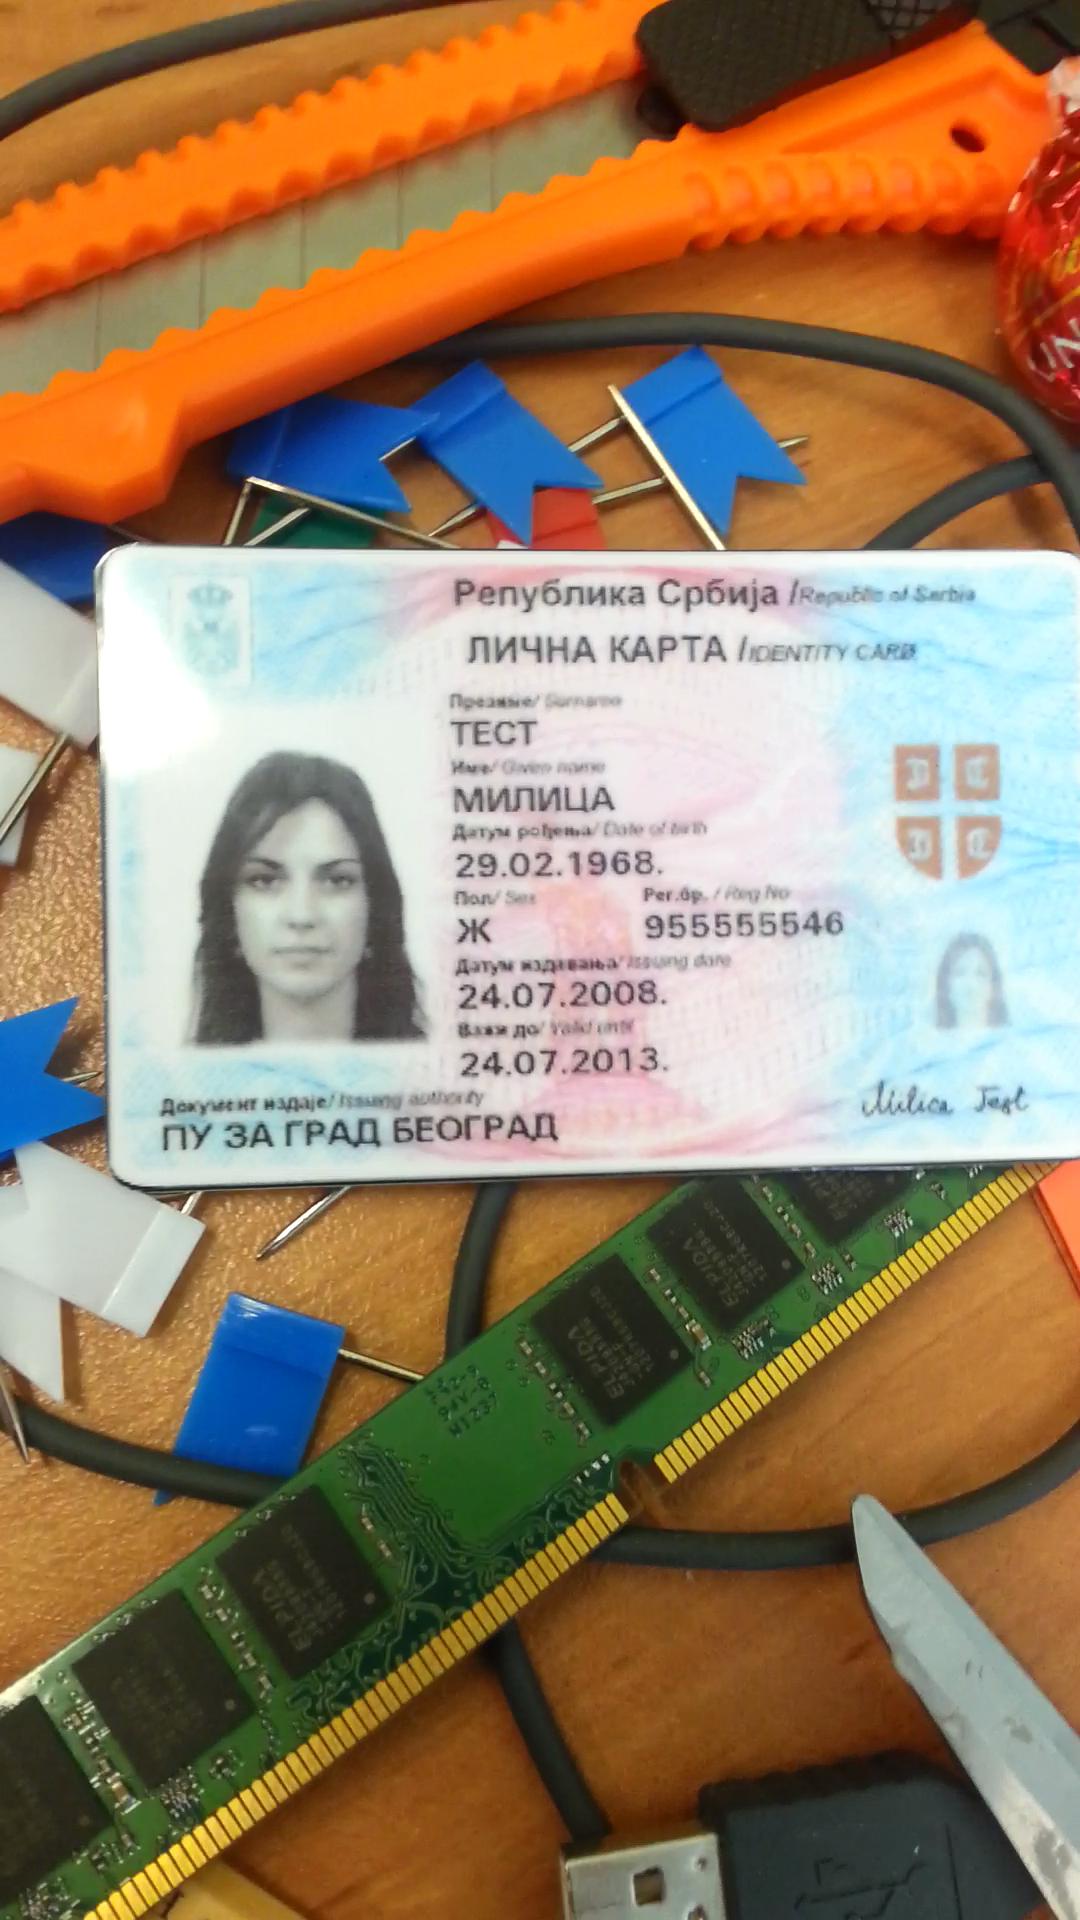 Република Србија /Republic of Serbia
ЛИЧНА КАРТА /IDENTITY CARD
Презиме/ Surname
ТЕСТ
Име/ Given name
МИЛИЦА
Датум рођења/ Date of birth
29.02.1968.
Пол/ Sex Рег.бр. / Reg No
Ж 955555546
Датум издавања/ Issuing date
24.07.2008.
Важи до/ Valid until
24.07.2013.
Документ издаје/ Issuing authority
ПУ ЗА ГРАД БЕОГРАД
Milica Test
ELPIDA
ELPIDA
ELPIDA